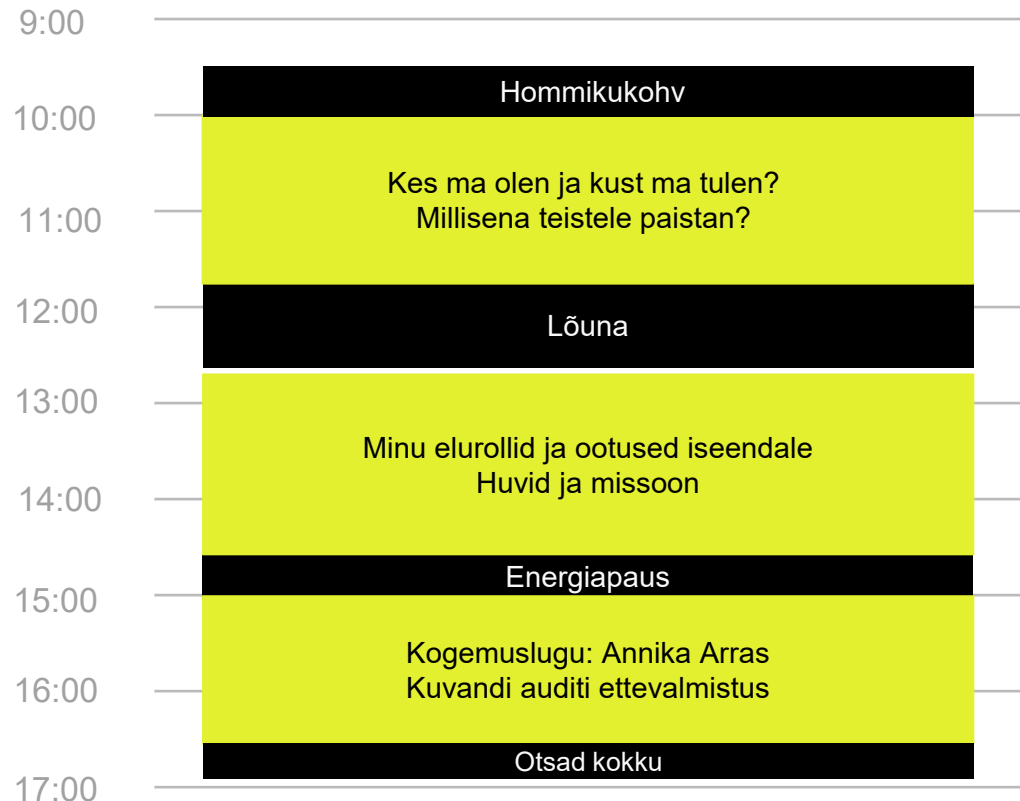 9:00
Hommikukohv
10:00
Kes ma olen ja kust ma tulen?
Millisena teistele paistan?
11:00
12:00
Lõuna
13:00
Minu elurollid ja ootused iseendale
Huvid ja missoon
14:00
Energiapaus
15:00
Kogemuslugu: Annika Arras
Kuvandi auditi ettevalmistus
16:00
Otsad kokku
17:00